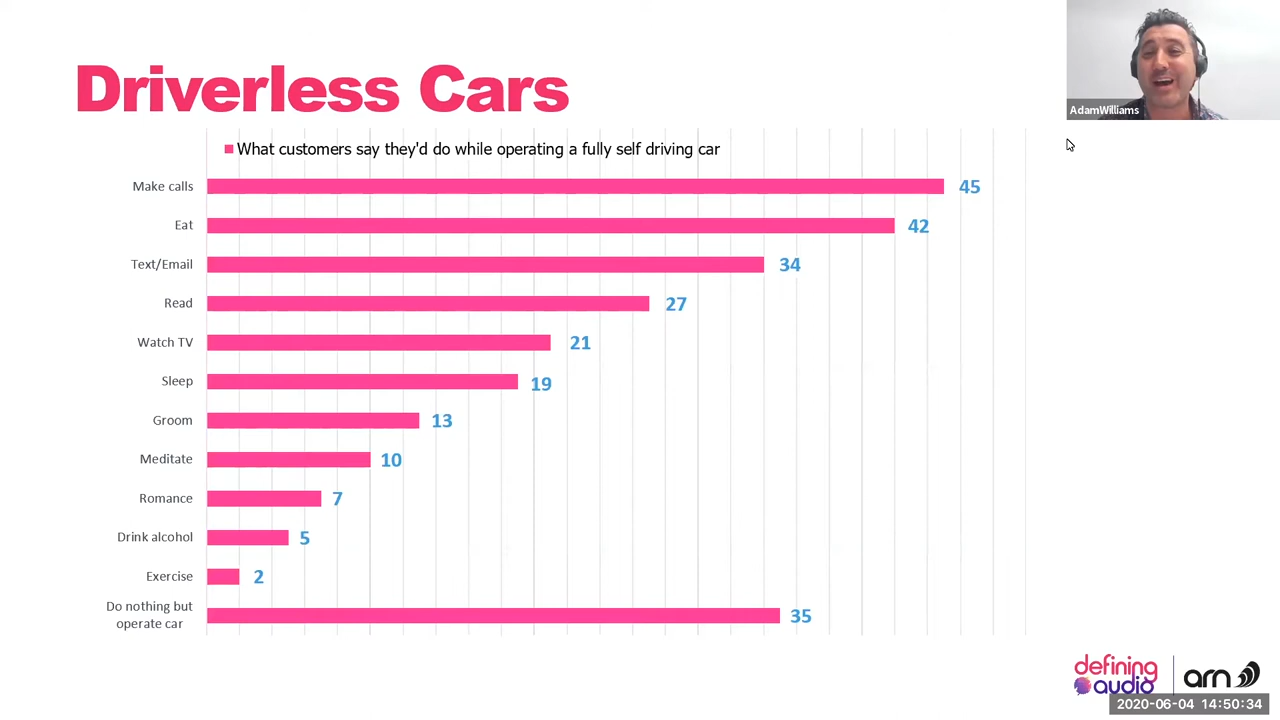 Driverless Cars
AdamWilliams
What customers say they'd do while operating a fully self driving car
Make calls 45
Eat 42
Text/Email 34
Read 27
Watch TV 21
Sleep 19
Groom 13
Meditate 10
Romance 7
Drink alcohol 5
Exercise 2
Do nothing but
operate car 35
defining
audio
arn
2020-06-04 14:50:34